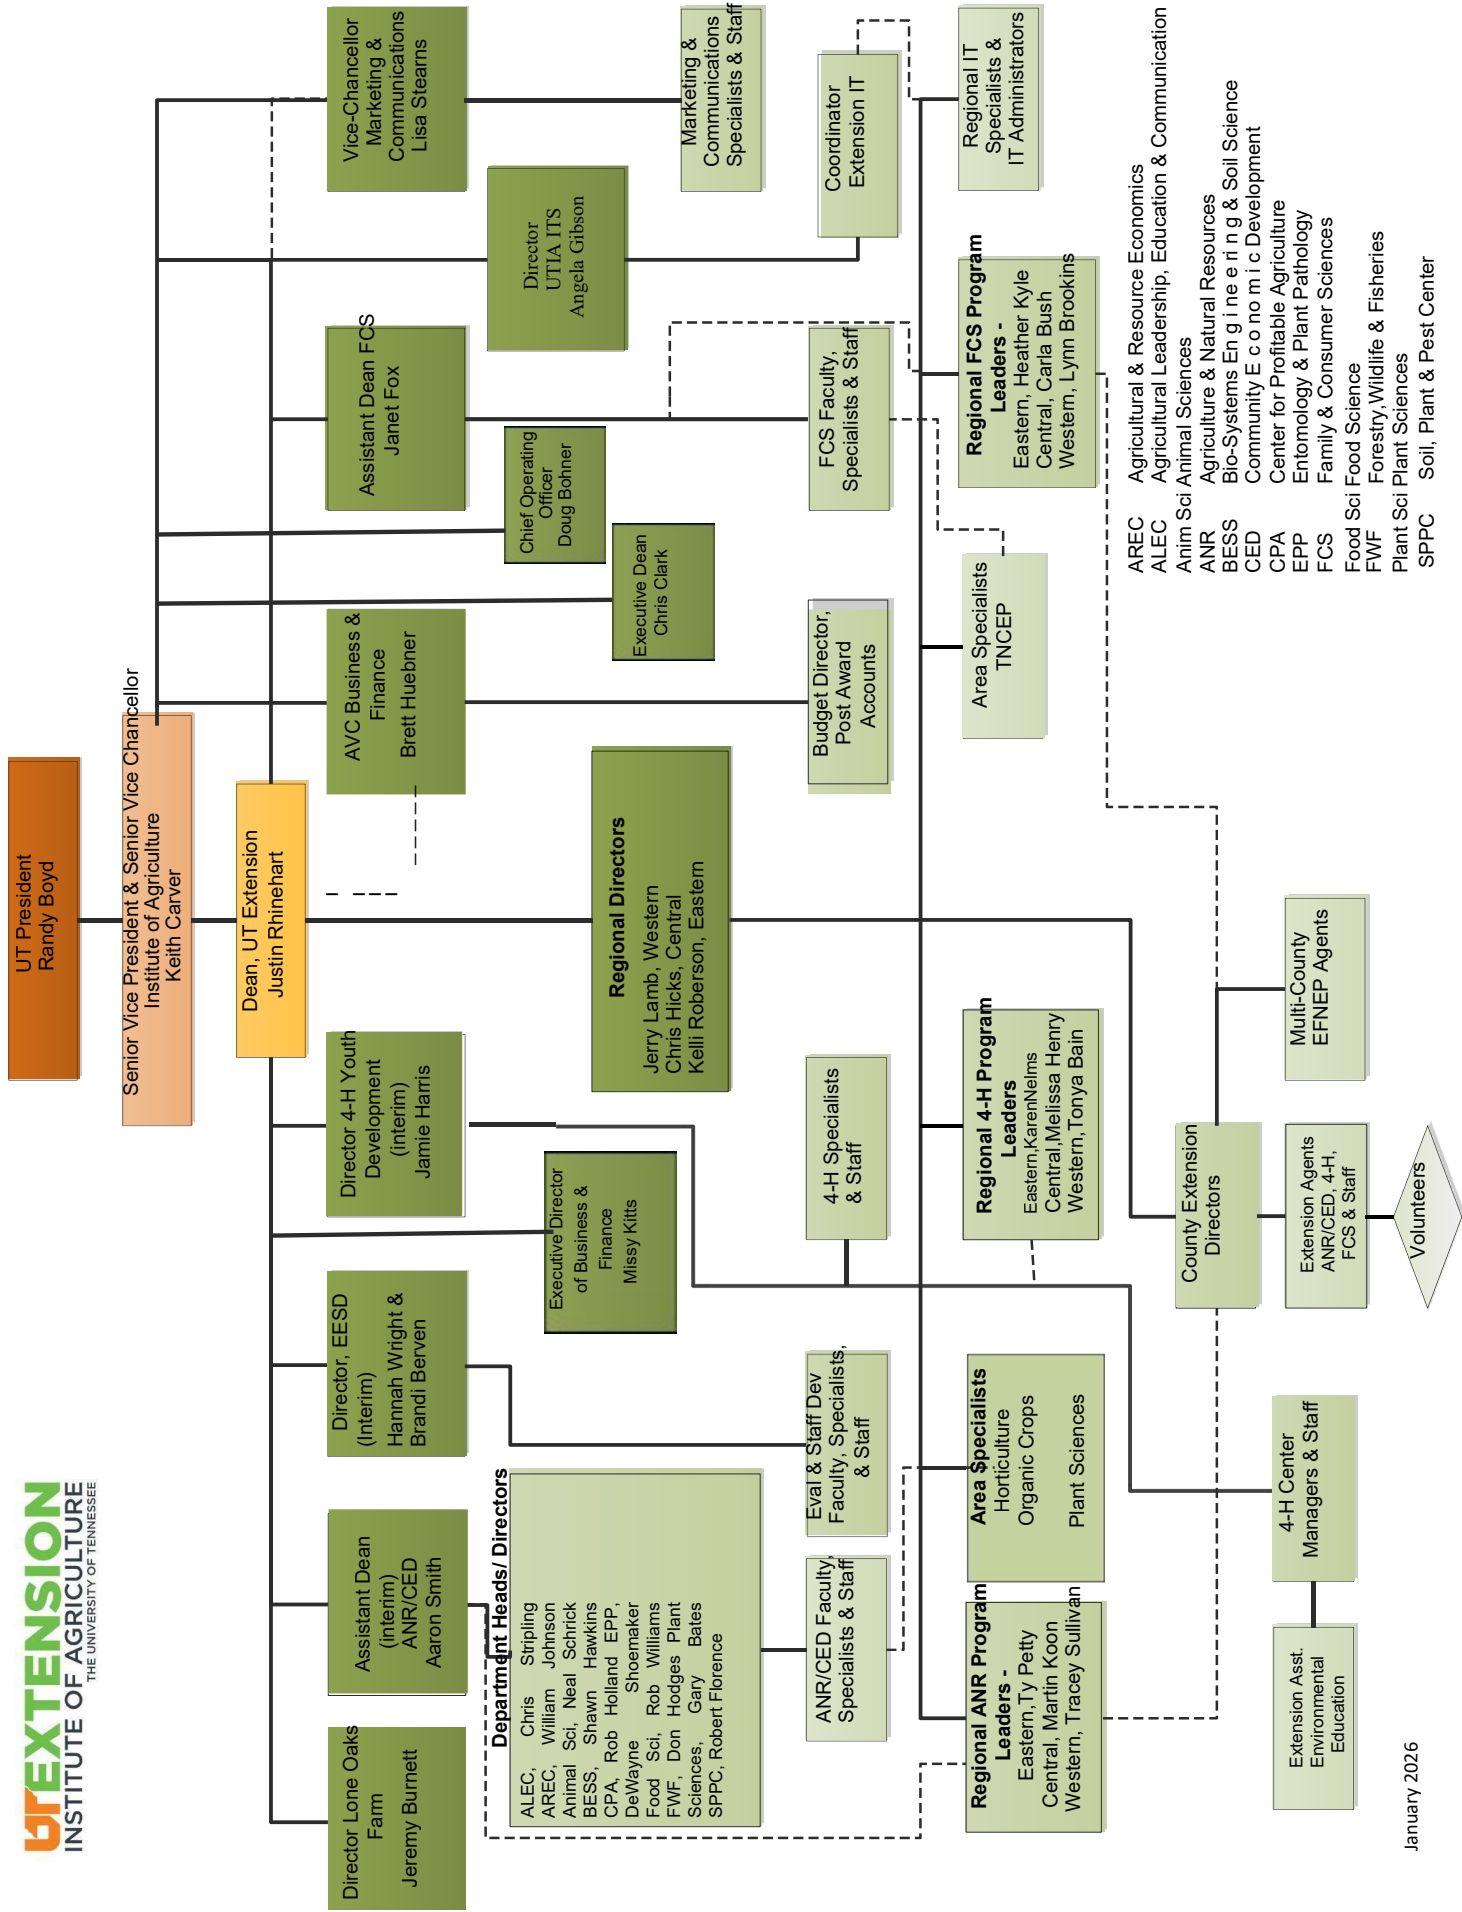 UT EXTENSION
INSTITUTE OF AGRICULTURE
THE UNIVERSITY OF TENNESSEE
UT President
Randy Boyd
Senior Vice President & Senior Vice Chancellor
Institute of Agriculture
Keith Carver
Dean, UT Extension
Justin Rhinehart
Director Lone Oaks
Farm
Jeremy Burnett
Assistant Dean
(interim)
ANR/CED
Aaron Smith
Director, EESD
(Interim)
Hannah Wright &
Brandi Berven
Director 4-H Youth
Development
(interim)
Jamie Harris
AVC Business &
Finance
Brett Huebner
Assistant Dean FCS
Janet Fox
Vice-Chancellor
Marketing &
Communications
Lisa Stearns
Executive Director
of Business &
Finance
Missy Kitts
Regional Directors
Jerry Lamb, Western
Chris Hicks, Central
Kelli Roberson, Eastern
Executive Dean
Chris Clark
Chief Operating
Officer
Doug Bohner
Director
UTIA ITS
Angela Gibson
Department Heads/ Directors
ALEC, Chris Stripling
AREC, William Johnson
Animal Sci, Neal Schrick
BESS, Shawn Hawkins
CPA, Rob Holland EPP,
DeWayne Shoemaker
Food Sci, Rob Williams
FWF, Don Hodges Plant
Sciences, Gary Bates
SPPC, Robert Florence
Marketing &
Communications
Specialists & Staff
ANR/CED Faculty,
Specialists & Staff
Eval & Staff Dev
Faculty, Specialists,
& Staff
4-H Specialists
& Staff
Budget Director,
Post Award
Accounts
FCS Faculty,
Specialists & Staff
Coordinator
Extension IT
Regional ANR Program
Leaders -
Eastern, Ty Petty
Central, Martin Koon
Western, Tracey Sullivan
Area Specialists
Horticulture
Organic Crops
Plant Sciences
Regional 4-H Program
Leaders
Eastern,KarenNelms
Central,Melissa Henry
Western,Tonya Bain
Area Specialists
TNCEP
Regional FCS Program
Leaders -
Eastern, Heather Kyle
Central, Carla Bush
Western, Lynn Brookins
Regional IT
Specialists &
IT Administrators
County Extension
Directors
Extension Asst.
Environmental
Education
4-H Center
Managers & Staff
Extension Agents
ANR/CED, 4-H,
FCS & Staff
Multi-County
EFNEP Agents
Volunteers
AREC Agricultural & Resource Economics
ALEC Agricultural Leadership, Education & Communication
Anim Sci Animal Sciences
ANR Agriculture & Natural Resources
BESS Bio-Systems En g i ne e ri n g & Soil Science
CED Community E c o no m i c Development
CPA Center for Profitable Agriculture
EPP Entomology & Plant Pathology
FCS Family & Consumer Sciences
Food Sci Food Science
FWF Forestry,Wildlife & Fisheries
Plant Sci Plant Sciences
SPPC Soil, Plant & Pest Center
January 2026